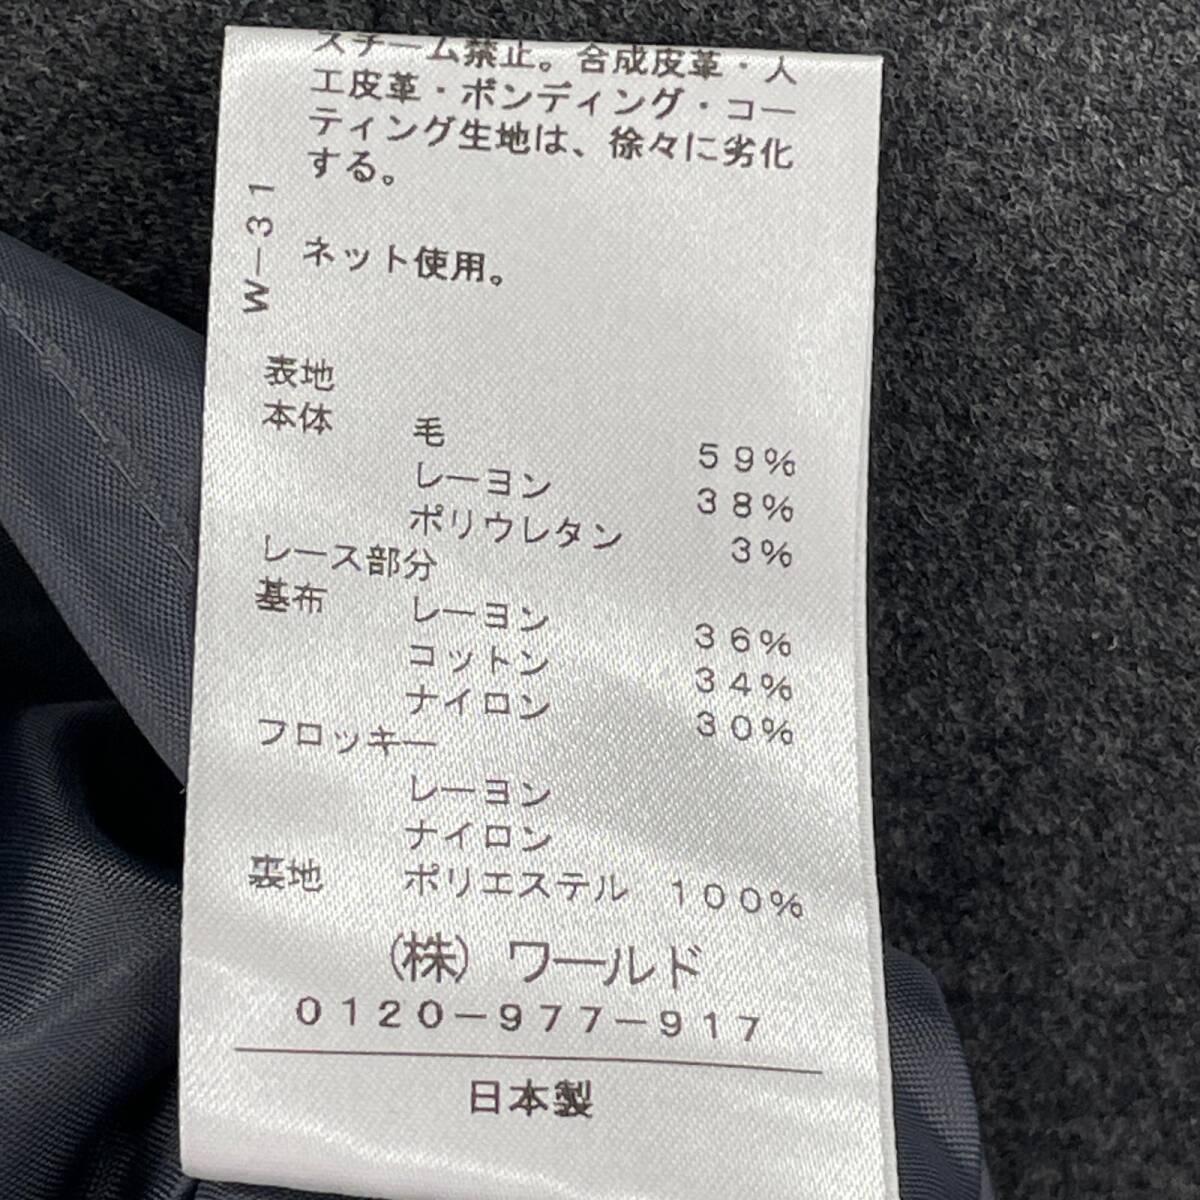 スチーム禁止。合成皮革・人
工皮革・ボンディング・コー
ティング生地は、徐々に劣化
する。
W－31
ネット使用。
表地
本体 毛 59%
レーヨン 38%
ポリウレタン 3%
レース部分
基布 レーヨン 36%
コットン 34%
ナイロン 30%
フロッキー
レーヨン
ナイロン
裏地 ポリエステル 100%
(株) ワールド
0120－977－917
日本製